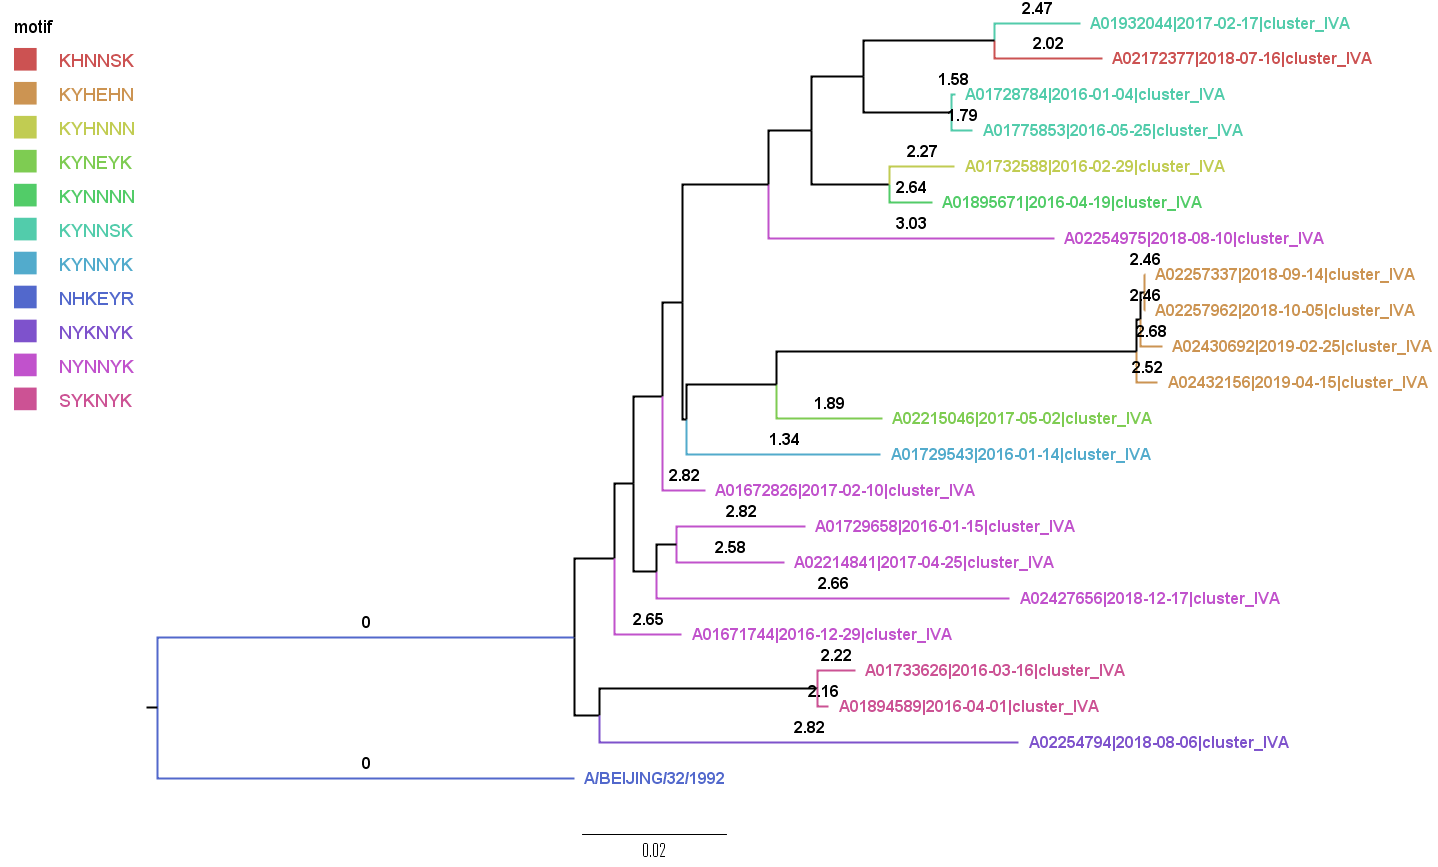 motif
KHNNSK
KYHEHN
KYHNNN
KYNEYK
KYNNNN
KYNNSK
KYNNYK
NHKEYR
NYKNYK
NYNNYK
SYKNYK
2.47
A01932044|2017-02-17|cluster_IVA
2.02
A02172377|2018-07-16|cluster_IVA
1.58
A01728784|2016-01-04|cluster_IVA
1.79
A01775853|2016-05-25|cluster_IVA
2.27
A01732588|2016-02-29|cluster_IVA
2.64
A01895671|2016-04-19|cluster_IVA
3.03
A02254975|2018-08-10|cluster_IVA
2.46
A02257337|2018-09-14|cluster_IVA
2.46
A02257962|2018-10-05|cluster_IVA
2.68
A02430692|2019-02-25|cluster_IVA
2.52
A02432156|2019-04-15|cluster_IVA
1.89
A02215046|2017-05-02|cluster_IVA
1.34
A01729543|2016-01-14|cluster_IVA
2.82
A01672826|2017-02-10|cluster_IVA
2.82
A01729658|2016-01-15|cluster_IVA
2.58
A02214841|2017-04-25|cluster_IVA
2.66
A02427656|2018-12-17|cluster_IVA
2.65
A01671744|2016-12-29|cluster_IVA
0
2.22
A01733626|2016-03-16|cluster_IVA
2.16
A01894589|2016-04-01|cluster_IVA
2.82
A02254794|2018-08-06|cluster_IVA
0
A/BEIJING/32/1992
0.02